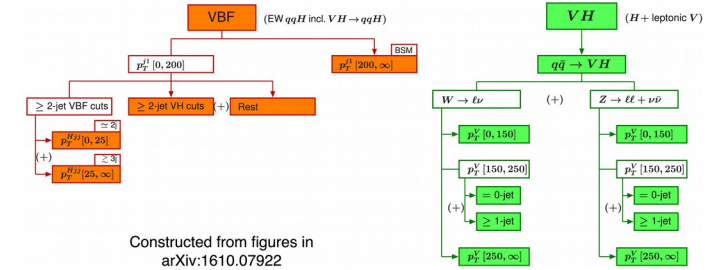 VBF
(EW qqH incl. VH → qqH)
BSM
p_T^{j1} [0, 200]
p_T^{j1} [200, ∞]
≥ 2-jet VBF cuts
≥ 2-jet VH cuts
(+)
Rest
≃ 2j
p_T^{Hjj} [0, 25]
(+)
≳ 3j
p_T^{Hjj} [25, ∞]
Constructed from figures in
arXiv:1610.07922
VH
(H + leptonic V)
qq̄ → VH
W → ℓν
(+)
Z → ℓℓ + νν̄
p_T^V [0, 150]
p_T^V [0, 150]
p_T^V [150, 250]
p_T^V [150, 250]
= 0-jet
= 0-jet
(+)
(+)
≥ 1-jet
≥ 1-jet
p_T^V [250, ∞]
p_T^V [250, ∞]